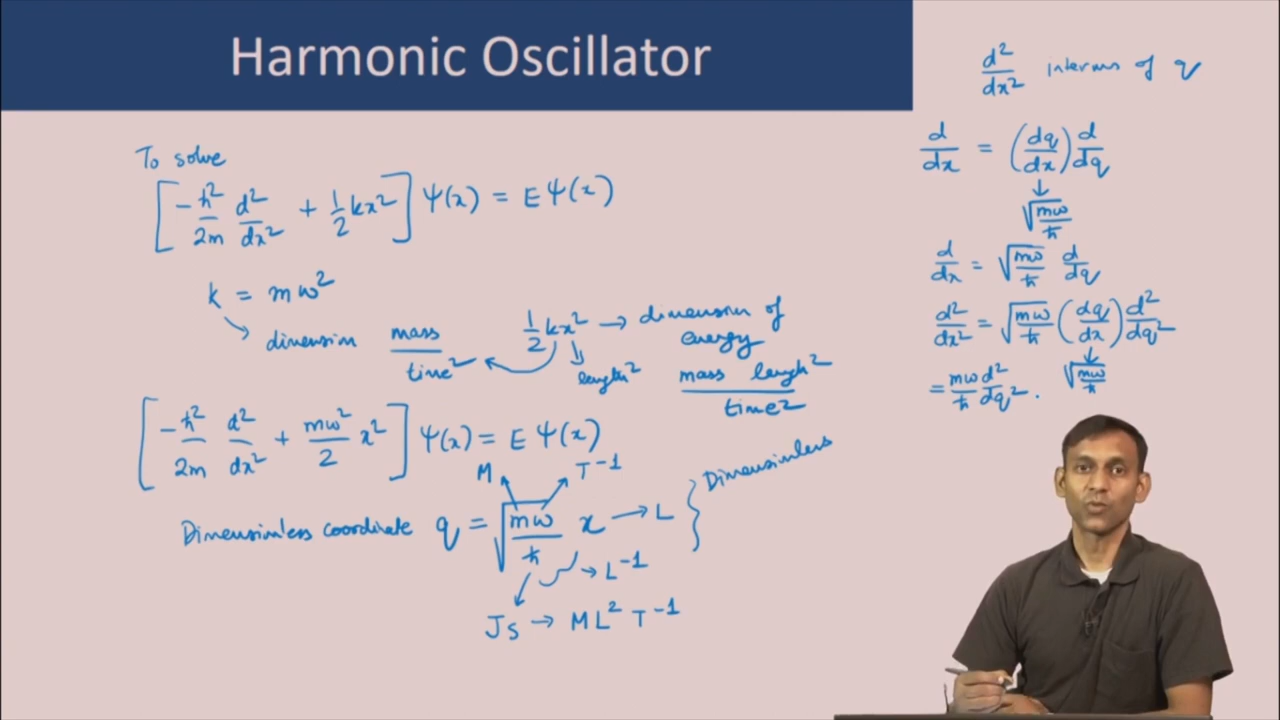 Harmonic Oscillator
To solve
[-ħ²/2m d²/dx² + 1/2 kx²] Ψ(x) = E Ψ(x)
k = mω²
→ dimension mass/time²
1/2 kx² → dimension of energy
length²
mass length²/time²
[-ħ²/2m d²/dx² + mω²/2 x²] Ψ(x) = E Ψ(x)
M T⁻¹
Dimensionless coordinate q = √(mω/ħ) x → L } Dimensionless
→ L⁻¹
Js → ML² T⁻¹
d²/dx² interms of q
d/dx = (dq/dx) d/dq
↓
√(mω/ħ)
d/dx = √(mω/ħ) d/dq
d²/dx² = √(mω/ħ) (dq/dx) d²/dq²
↓
= mω/ħ d²/dq² . √(mω/ħ)